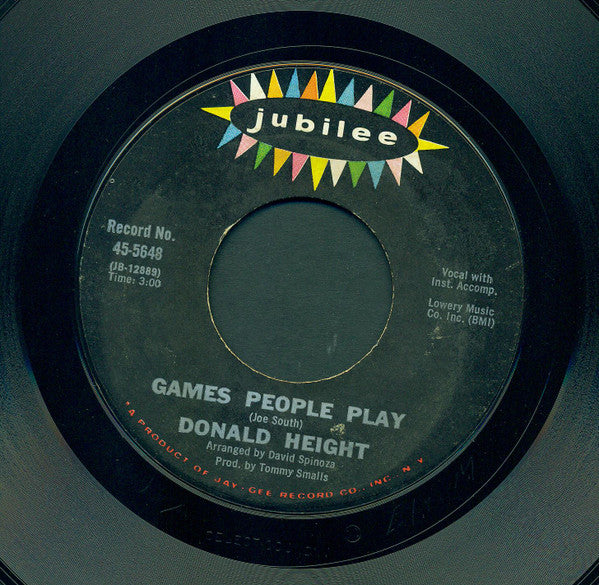 jubilee
Record No.
45-5648
(JB-12889)
Time: 3:00
Vocal with
Inst. Accomp.
Lowery Music
Co. Inc. (BMI)
GAMES PEOPLE PLAY
(Joe South)
DONALD HEIGHT
Arranged by David Spinoza
Prod. by Tommy Smalls
"A PRODUCT OF JAY-GEE RECORD CO., INC., N.Y.